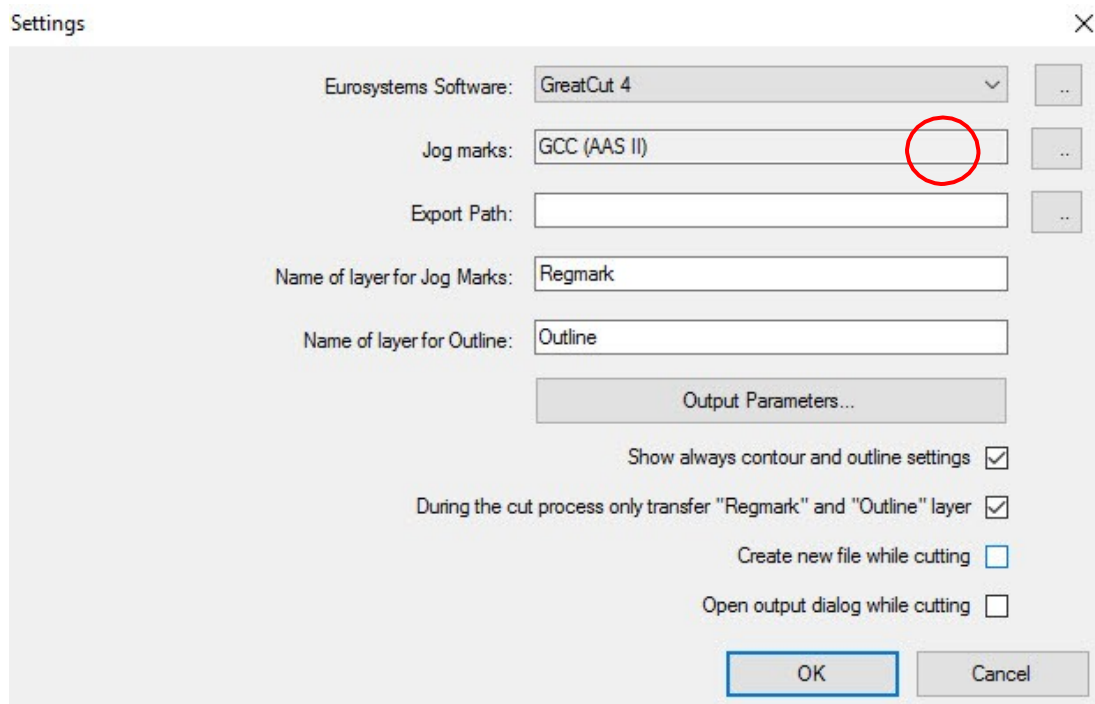 Settings
Eurosystems Software: GreatCut 4 ..
Jog marks: GCC (AAS II) ..
Export Path: ..
Name of layer for Jog Marks: Regmark
Name of layer for Outline: Outline
Output Parameters...
Show always contour and outline settings
During the cut process only transfer "Regmark" and "Outline" layer
Create new file while cutting
Open output dialog while cutting
OK Cancel